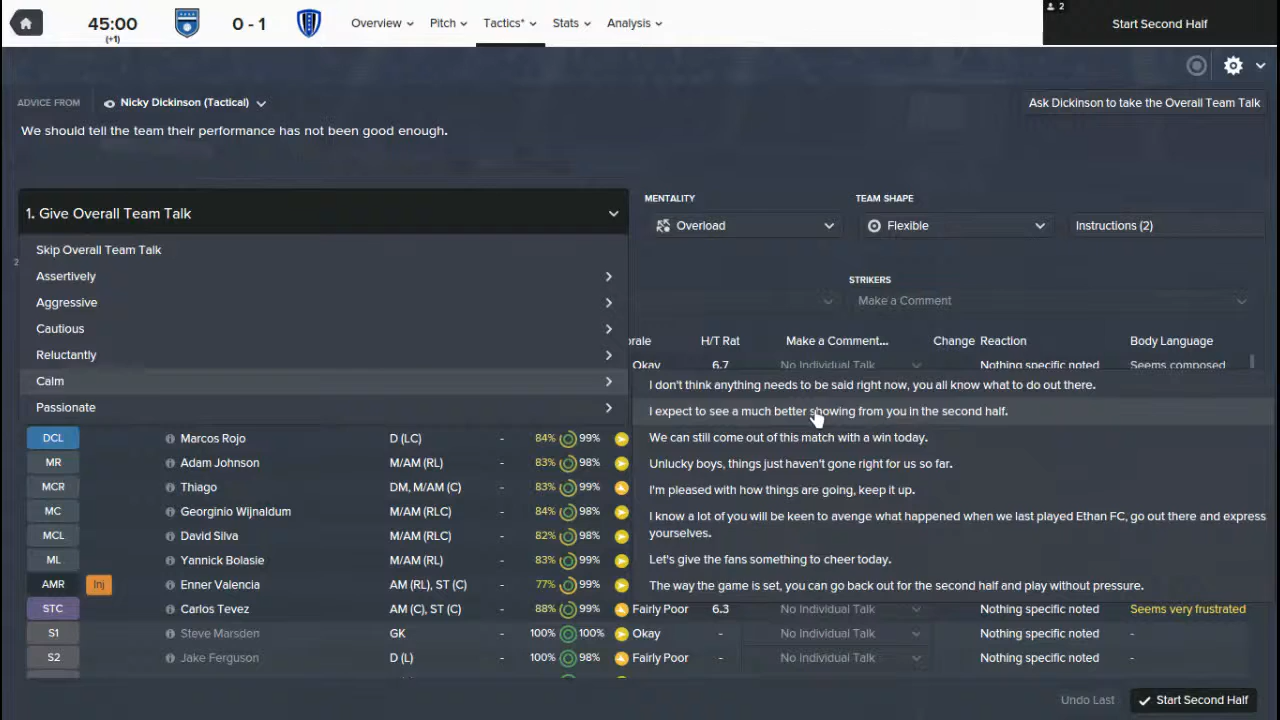 45:00
(+1)
0 - 1
Overview
Pitch
Tactics*
Stats
Analysis
2
Start Second Half
ADVICE FROM
Nicky Dickinson (Tactical)
Ask Dickinson to take the Overall Team Talk
We should tell the team their performance has not been good enough.
1. Give Overall Team Talk
MENTALITY
TEAM SHAPE
Overload
Flexible
Instructions (2)
Skip Overall Team Talk
2
Assertively
STRIKERS
Aggressive
Make a Comment
Cautious
Reluctantly
orale H/T Rat Make a Comment... Change Reaction Body Language
Okay 6.7 No Individual Talk Nothing specific noted Seems composed
Calm
Passionate
I don't think anything needs to be said right now, you all know what to do out there.
I expect to see a much better showing from you in the second half.
We can still come out of this match with a win today.
Unlucky boys, things just haven't gone right for us so far.
I'm pleased with how things are going, keep it up.
I know a lot of you will be keen to avenge what happened when we last played Ethan FC, go out there and express
yourselves.
Let's give the fans something to cheer today.
The way the game is set, you can go back out for the second half and play without pressure.
DCL Marcos Rojo D (LC) - 84% 99%
MR Adam Johnson M/AM (RL) - 83% 98%
MCR Thiago DM, M/AM (C) - 83% 99%
MC Georginio Wijnaldum M/AM (RLC) - 84% 98%
MCL David Silva M/AM (RLC) - 82% 98%
ML Yannick Bolasie M/AM (RL) - 83% 99%
AMR Inj Enner Valencia AM (RL), ST (C) - 77% 99%
STC Carlos Tevez AM (C), ST (C) - 88% 99% Fairly Poor 6.3 No Individual Talk Nothing specific noted Seems very frustrated
S1 Steve Marsden GK 100% 100% Okay - No Individual Talk Nothing specific noted -
S2 Jake Ferguson D (L) 100% 98% Fairly Poor - No Individual Talk Nothing specific noted -
Undo Last
Start Second Half